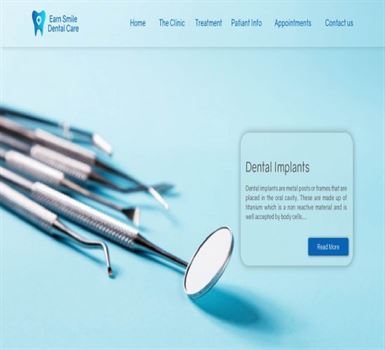 Earn Smile
Dental Care
Home The Clinic Treatment Patiant Info Appointments Contact us
Dental Implants
Dental implants are metal posts or frames that are
placed in the oral cavity. These are made up of
titanium which is a non reactive material and is
well accepted by body cells....
Read More